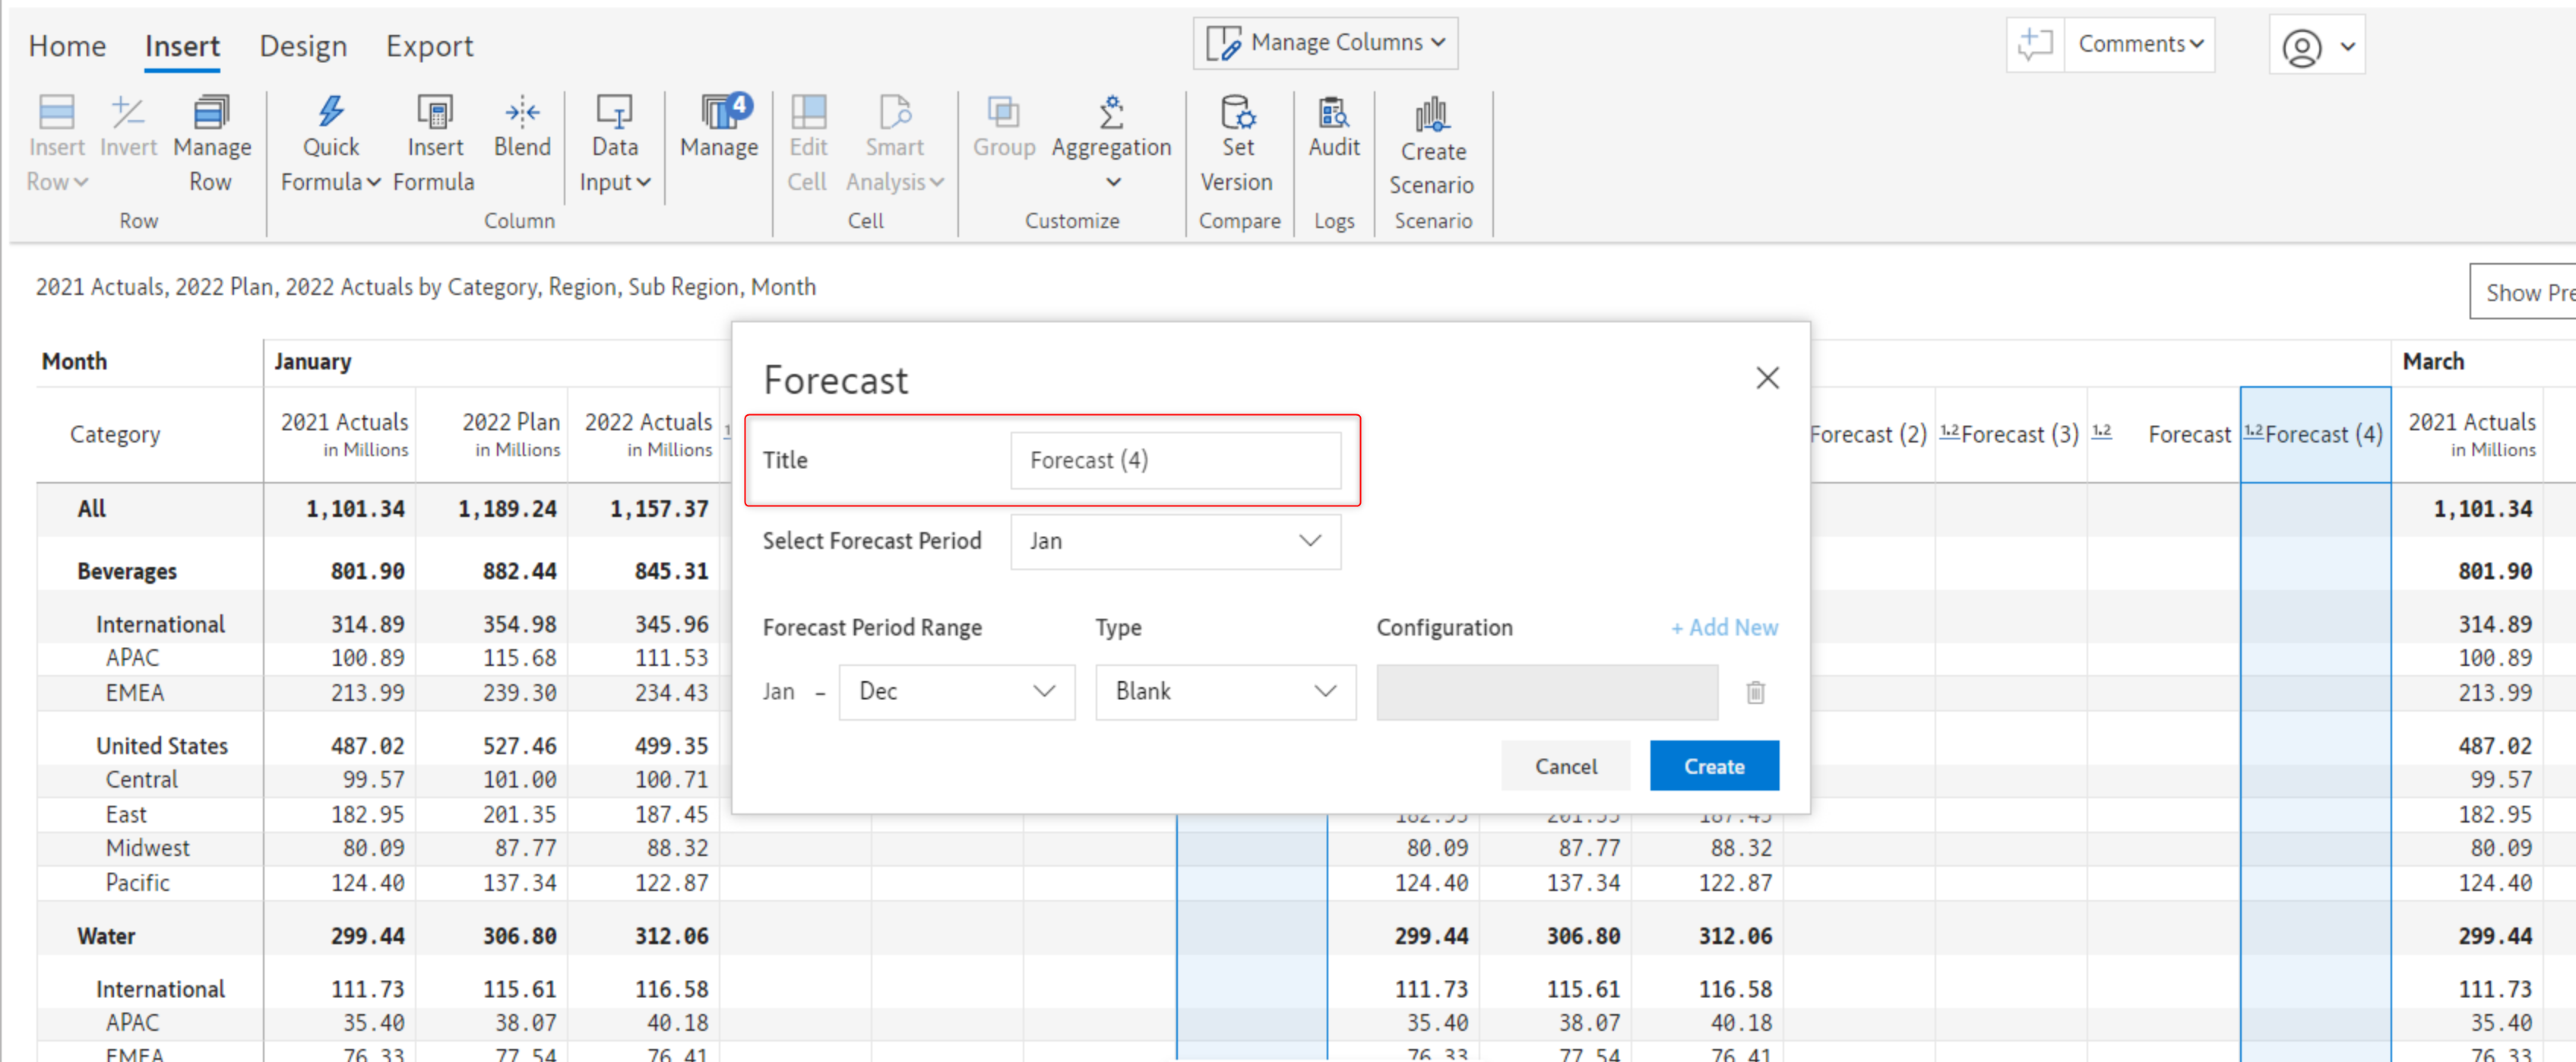 Home Insert Design Export Manage Columns Comments
4
Insert Row Invert Manage Row Quick Formula Insert Formula Blend Data Input Manage Edit Cell Smart Analysis Group Aggregation Set Version Audit Create Scenario
Row Column Cell Customize Compare Logs Scenario
2021 Actuals, 2022 Plan, 2022 Actuals by Category, Region, Sub Region, Month
Show Pre
Month January March
Category 2021 Actuals in Millions 2022 Plan in Millions 2022 Actuals in Millions Forecast (2) 1.2 Forecast (3) 1.2 Forecast 1.2 Forecast (4) 2021 Actuals in Millions
Forecast
Title Forecast (4)
Select Forecast Period Jan
Forecast Period Range Type Configuration + Add New
Jan – Dec Blank
Cancel Create
All 1,101.34 1,189.24 1,157.37 1,101.34
Beverages 801.90 882.44 845.31 801.90
International 314.89 354.98 345.96 314.89
APAC 100.89 115.68 111.53 100.89
EMEA 213.99 239.30 234.43 213.99
United States 487.02 527.46 499.35 487.02
Central 99.57 101.00 100.71 99.57
East 182.95 201.35 187.45 182.95 201.35 187.45 182.95
Midwest 80.09 87.77 88.32 80.09 87.77 88.32 80.09
Pacific 124.40 137.34 122.87 124.40 137.34 122.87 124.40
Water 299.44 306.80 312.06 299.44 306.80 312.06 299.44
International 111.73 115.61 116.58 111.73 115.61 116.58 111.73
APAC 35.40 38.07 40.18 35.40 38.07 40.18 35.40
EMEA 76.33 77.54 76.41 76.33 77.54 76.41 76.33